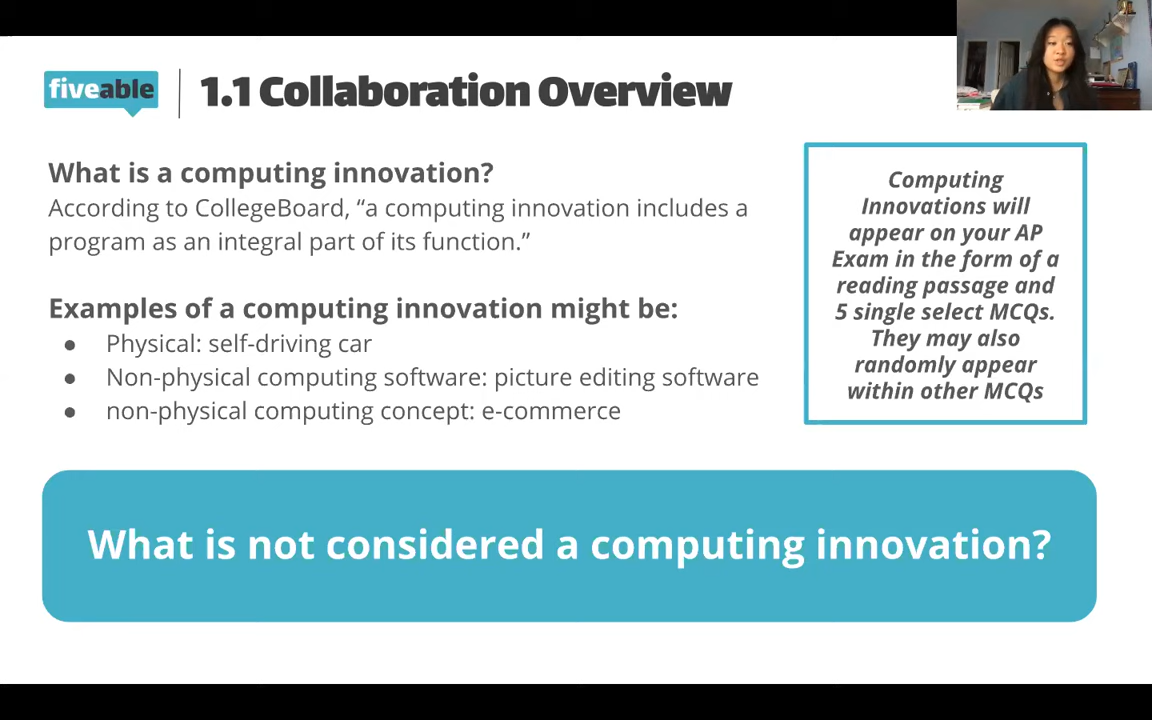 fiveable
1.1 Collaboration Overview
What is a computing innovation?
According to CollegeBoard, “a computing innovation includes a
program as an integral part of its function.”
Examples of a computing innovation might be:
● Physical: self-driving car
● Non-physical computing software: picture editing software
● non-physical computing concept: e-commerce
Computing
Innovations will
appear on your AP
Exam in the form of a
reading passage and
5 single select MCQs.
They may also
randomly appear
within other MCQs
What is not considered a computing innovation?